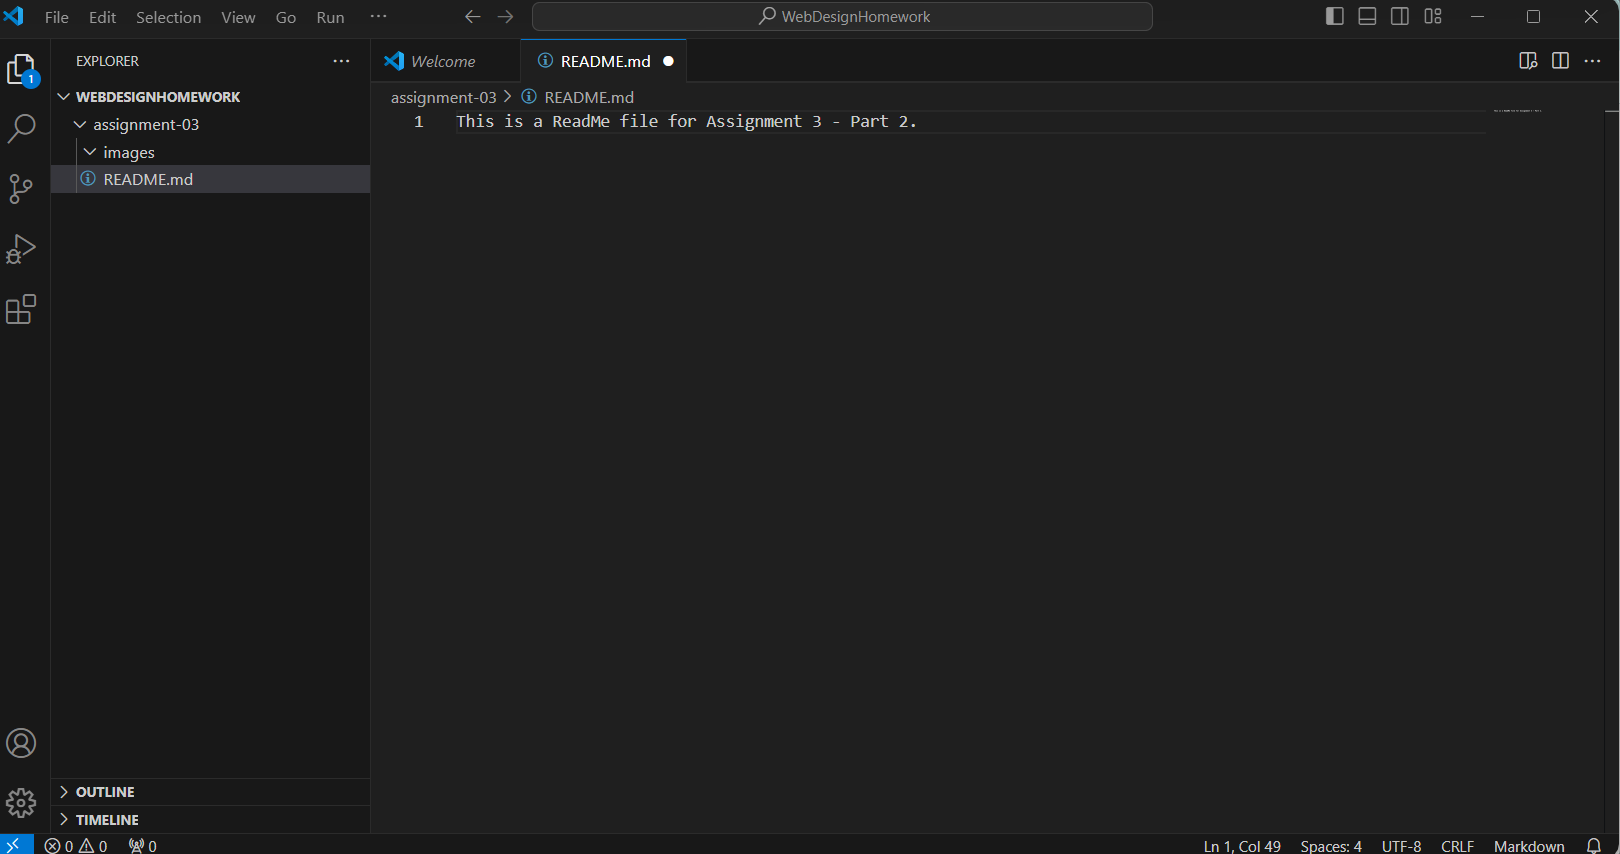 File Edit Selection View Go Run ··· WebDesignHomework
EXPLORER ···
Welcome README.md
WEBDESIGNHOMEWORK
assignment-03
images
README.md
assignment-03 > README.md
1 This is a ReadMe file for Assignment 3 - Part 2.
1
OUTLINE
TIMELINE
0 0 0 Ln 1, Col 49 Spaces: 4 UTF-8 CRLF Markdown